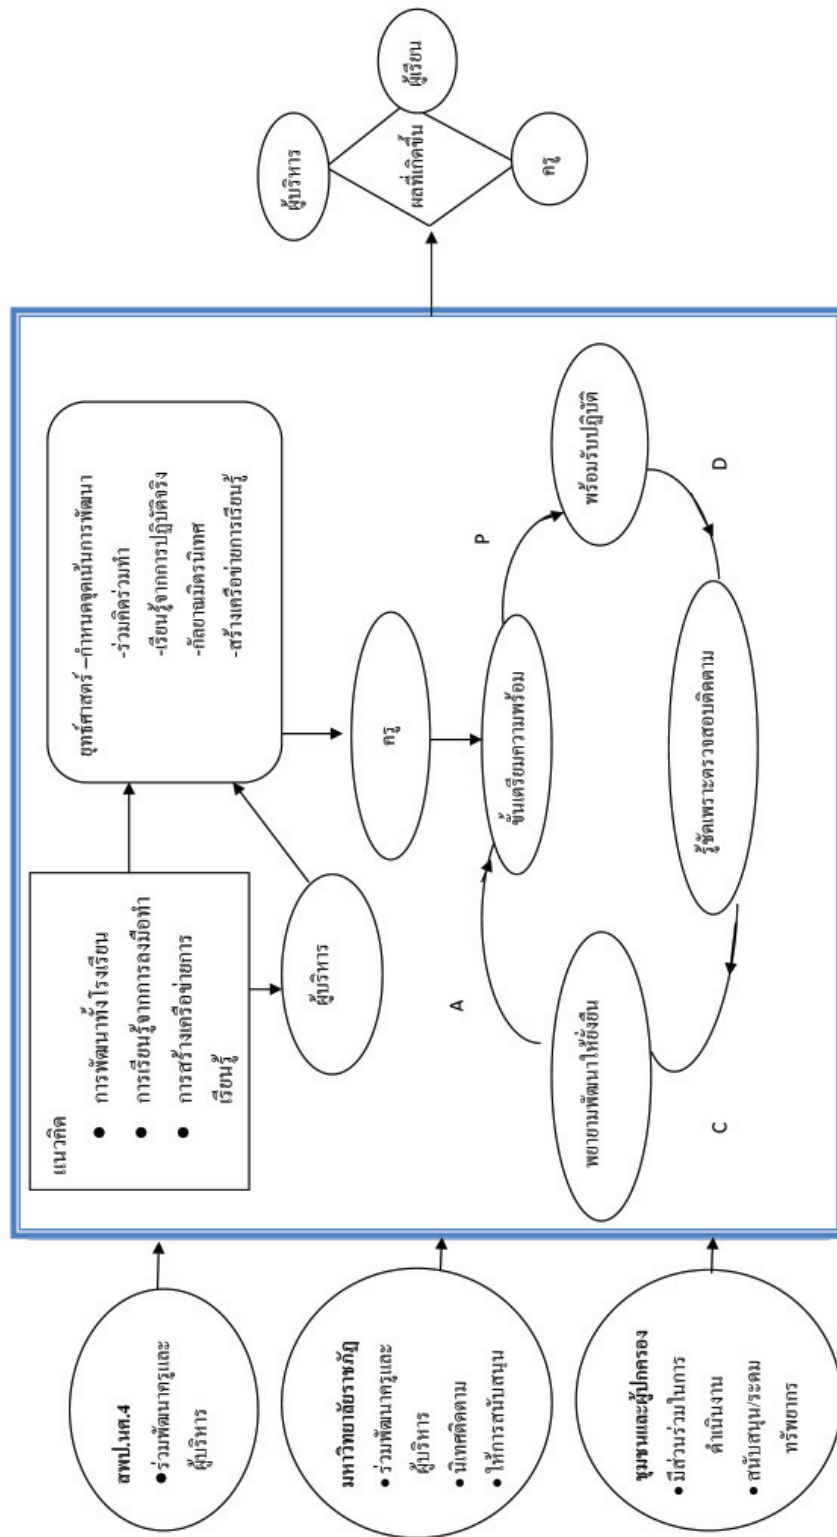 สพป.นศ.4
●ร่วมพัฒนาครูและ
ผู้บริหาร
มหาวิทยาลัยราชภัฏ
● ร่วมพัฒนาครูและ
ผู้บริหาร
● นิเทศติดตาม
● ให้การสนับสนุน
ชุมชนและผู้ปกครอง
● มีส่วนร่วมในการ
ดำเนินงาน
● สนับสนุน/ระดม
ทรัพยากร
แนวคิด
● การพัฒนาทั้งโรงเรียน
● การเรียนรู้จากการลงมือทำ
● การสร้างเครือข่ายการ
เรียนรู้
ผู้บริหาร
ยุทธ์ศาสตร์ –กำหนดจุดเน้นการพัฒนา
-ร่วมคิดร่วมทำ
-เรียนรู้จากการปฏิบัติจริง
-กัลยาณมิตรนิเทศ
-สร้างเครือข่ายการเรียนรู้
ครู
ขั้นเตรียมความพร้อม
P
พร้อมรับปฏิบัติ
D
รู้ชัดเพราะตรวจสอบติดตาม
C
พยายามพัฒนาให้ยั่งยืน
A
ผู้บริหาร
ผลที่เกิดขึ้น
ผู้เรียน
ครู